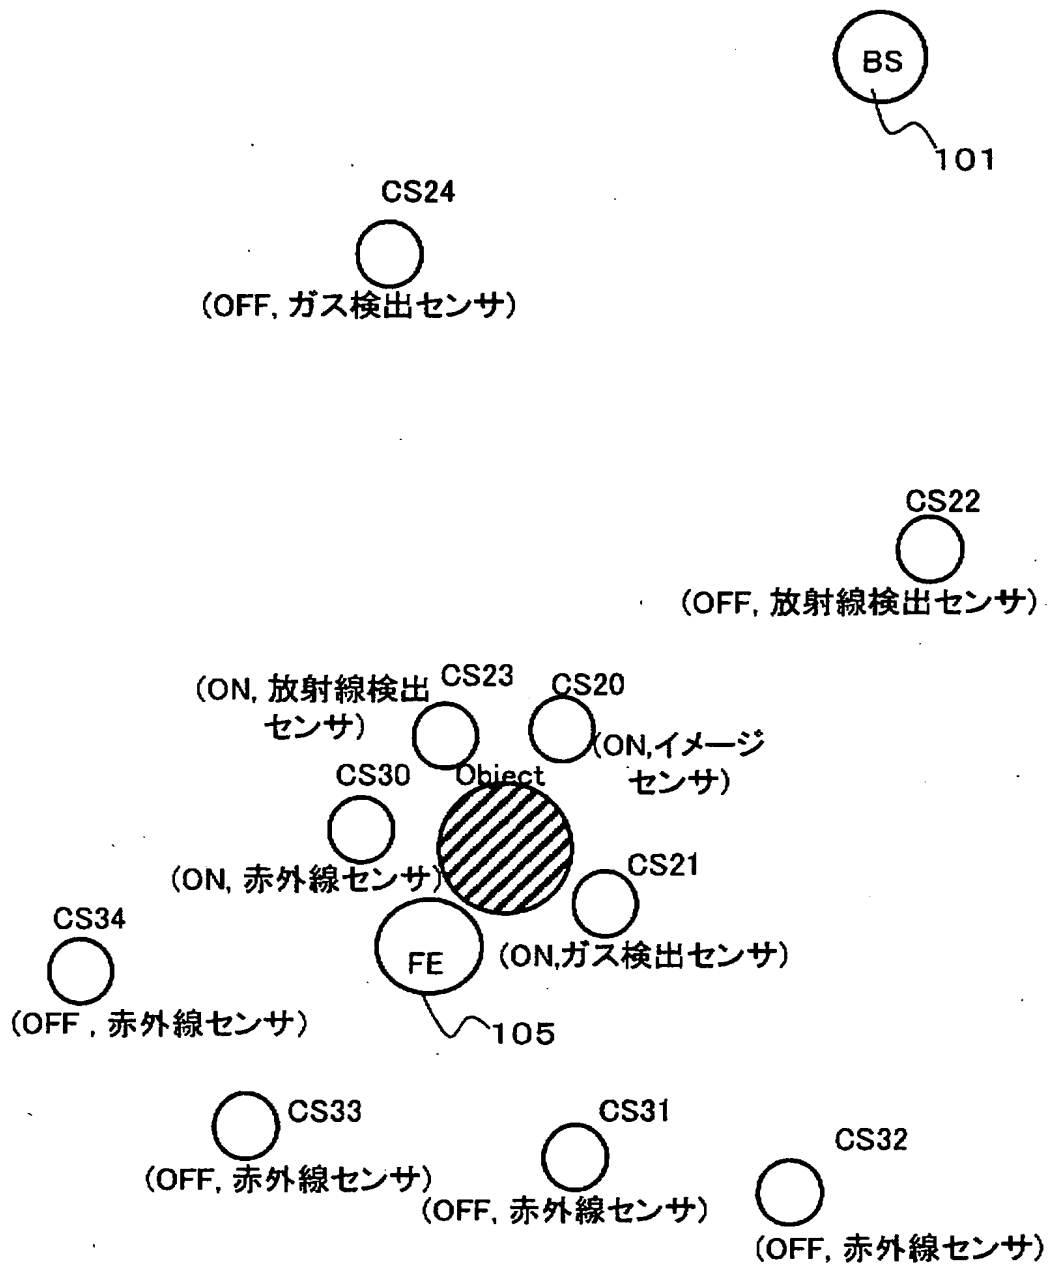 BS
101
CS24
(OFF, ガス検出センサ)
CS22
(OFF, 放射線検出センサ)
CS23
(ON, 放射線検出
センサ)
CS20
(ON,イメージ
センサ)
CS30
Object
(ON, 赤外線センサ)
CS21
(ON,ガス検出センサ)
CS34
FE
(OFF , 赤外線センサ)
105
CS33
(OFF, 赤外線センサ)
CS31
(OFF, 赤外線センサ)
CS32
(OFF, 赤外線センサ)